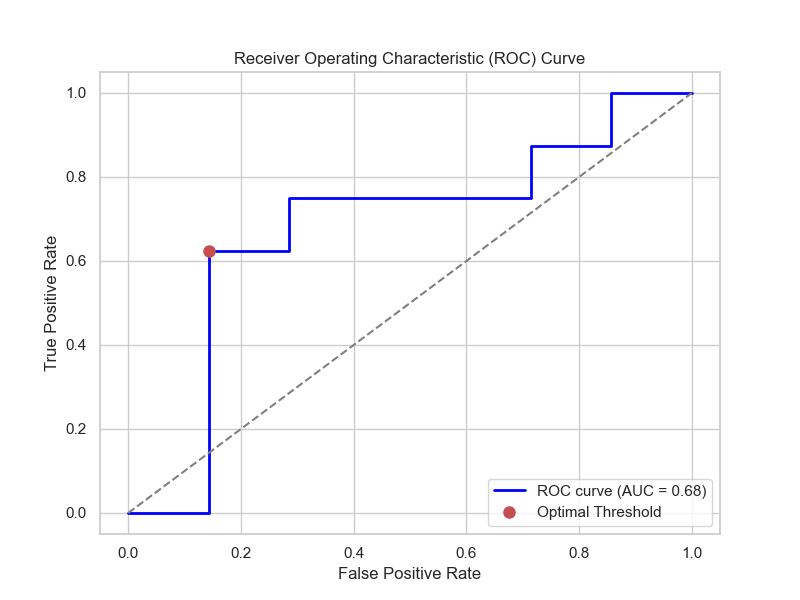 Receiver Operating Characteristic (ROC) Curve
True Positive Rate
1.0
0.8
0.6
0.4
0.2
0.0
0.0 0.2 0.4 0.6 0.8 1.0
False Positive Rate
ROC curve (AUC = 0.68)
Optimal Threshold